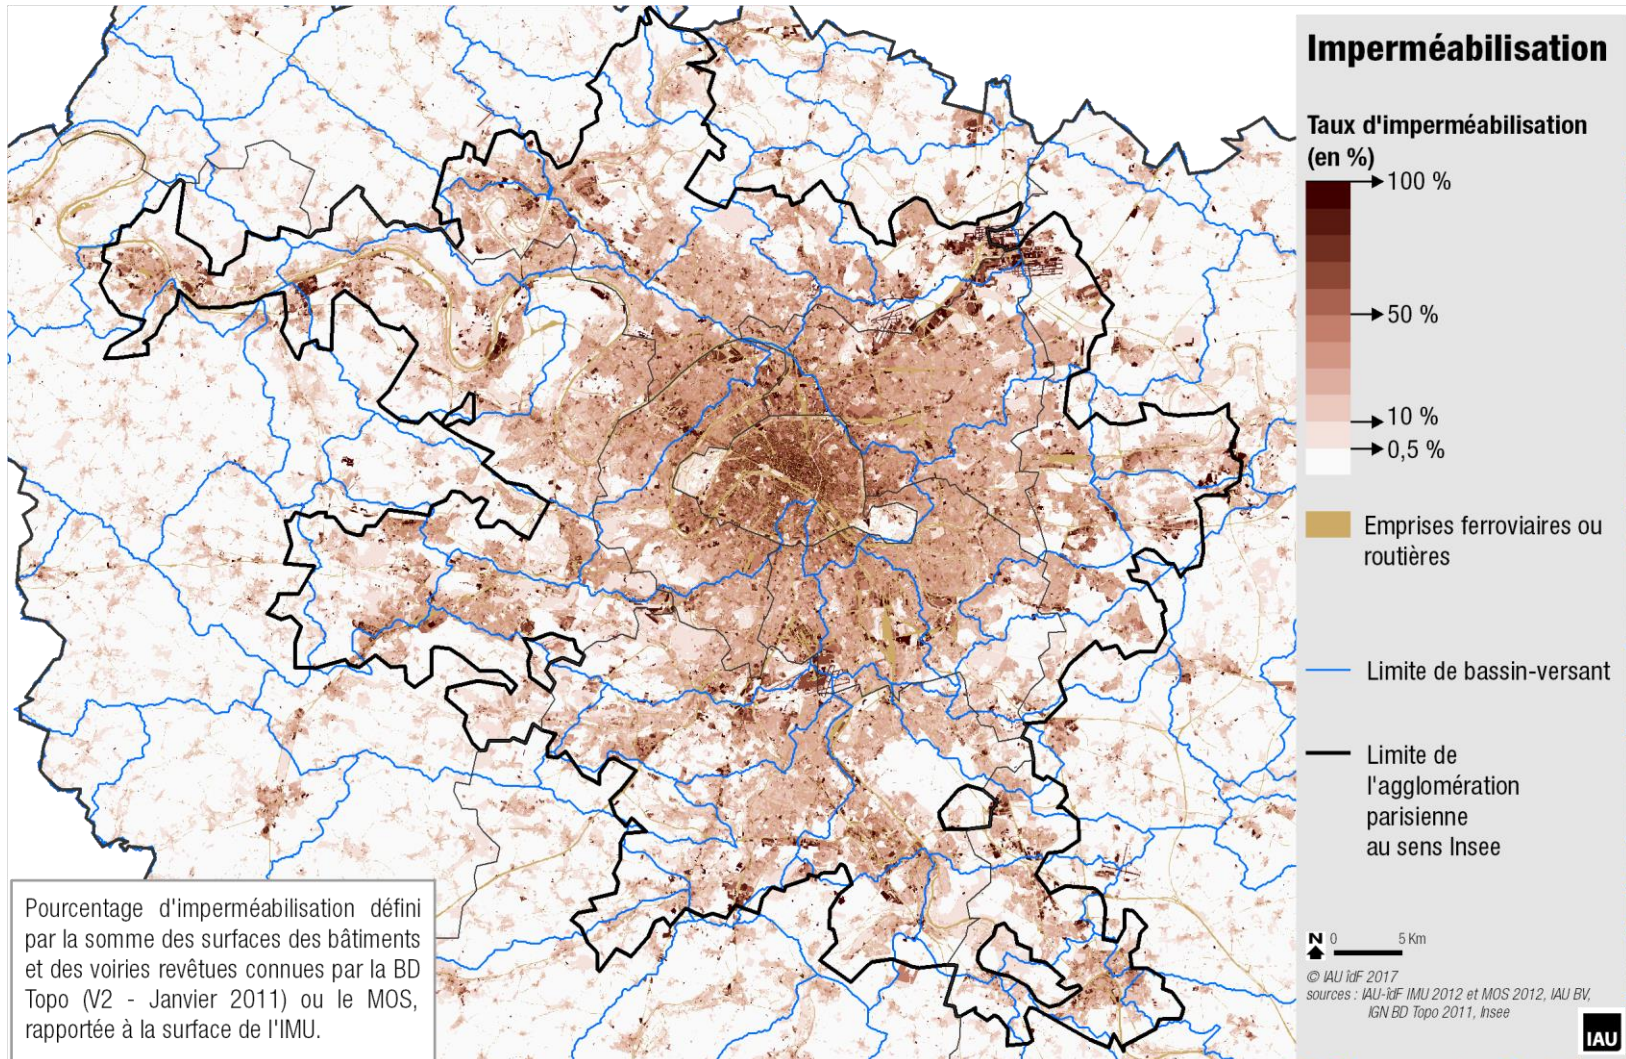 Imperméabilisation
Taux d'imperméabilisation
(en %)
100 %
50 %
10 %
0,5 %
Emprises ferroviaires ou
routières
Limite de bassin-versant
Limite de
l'agglomération
parisienne
au sens Insee
N 0 5 Km
© IAU îdF 2017
sources : IAU-îdF IMU 2012 et MOS 2012, IAU BV,
IGN BD Topo 2011, Insee
IAU
Pourcentage d'imperméabilisation défini
par la somme des surfaces des bâtiments
et des voiries revêtues connues par la BD
Topo (V2 - Janvier 2011) ou le MOS,
rapportée à la surface de l'IMU.